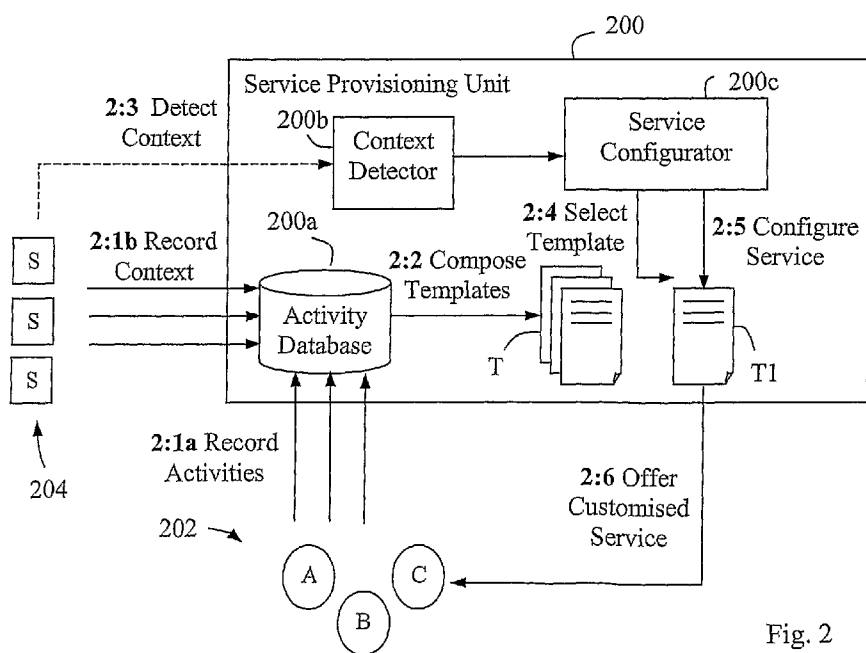 200
Service Provisioning Unit
200c
2:3 Detect
Context
200b
Context
Detector
Service
Configurator
200a
2:4 Select
Template
2:5 Configure
Service
S
S
S
2:1b Record
Context
2:2 Compose
Templates
Activity
Database
T
T1
204
2:1a Record
Activities
2:6 Offer
Customised
Service
202
A
B
C
Fig. 2